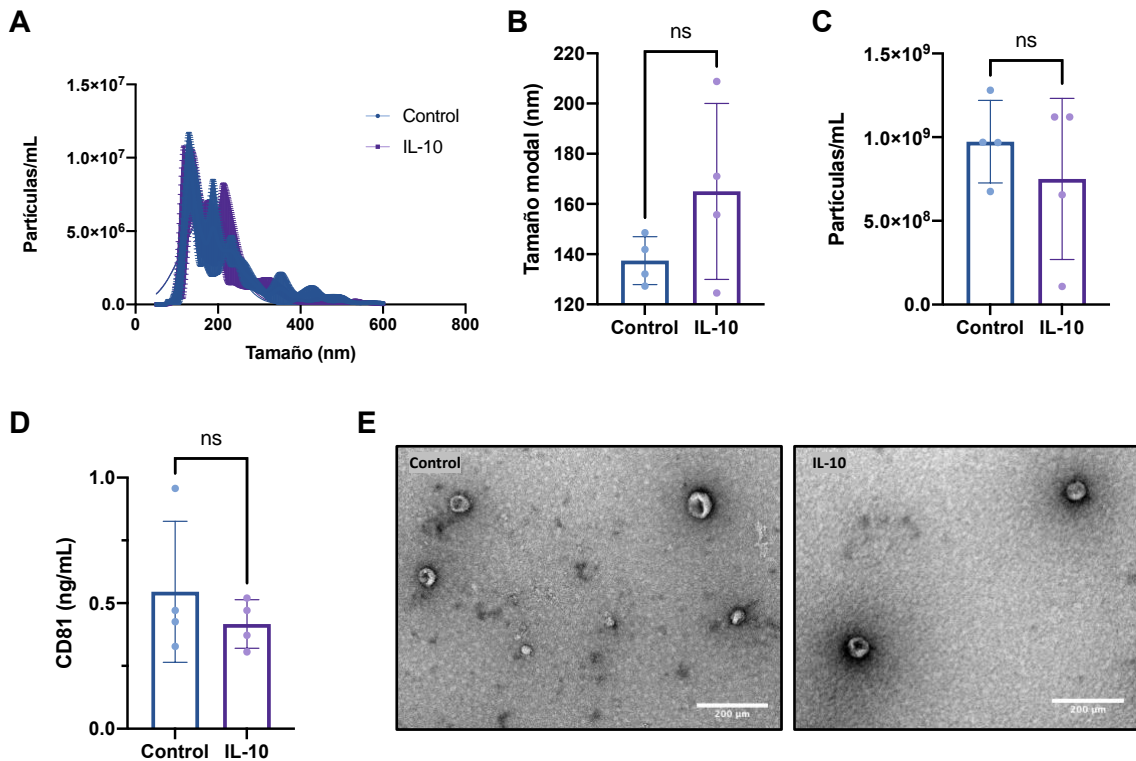 A
Partículas/mL
1.5×10⁷
1.0×10⁷
5.0×10⁶
0.0
0
200
400
600
800
Tamaño (nm)
Control
IL-10
B
Tamaño modal (nm)
220
200
180
160
140
120
ns
Control
IL-10
C
Partículas/mL
1.5×10⁹
1.0×10⁹
5.0×10⁸
0.0
ns
Control
IL-10
D
CD81 (ng/mL)
1.0
0.5
0.0
ns
Control
IL-10
E
Control
200 µm
IL-10
200 µm